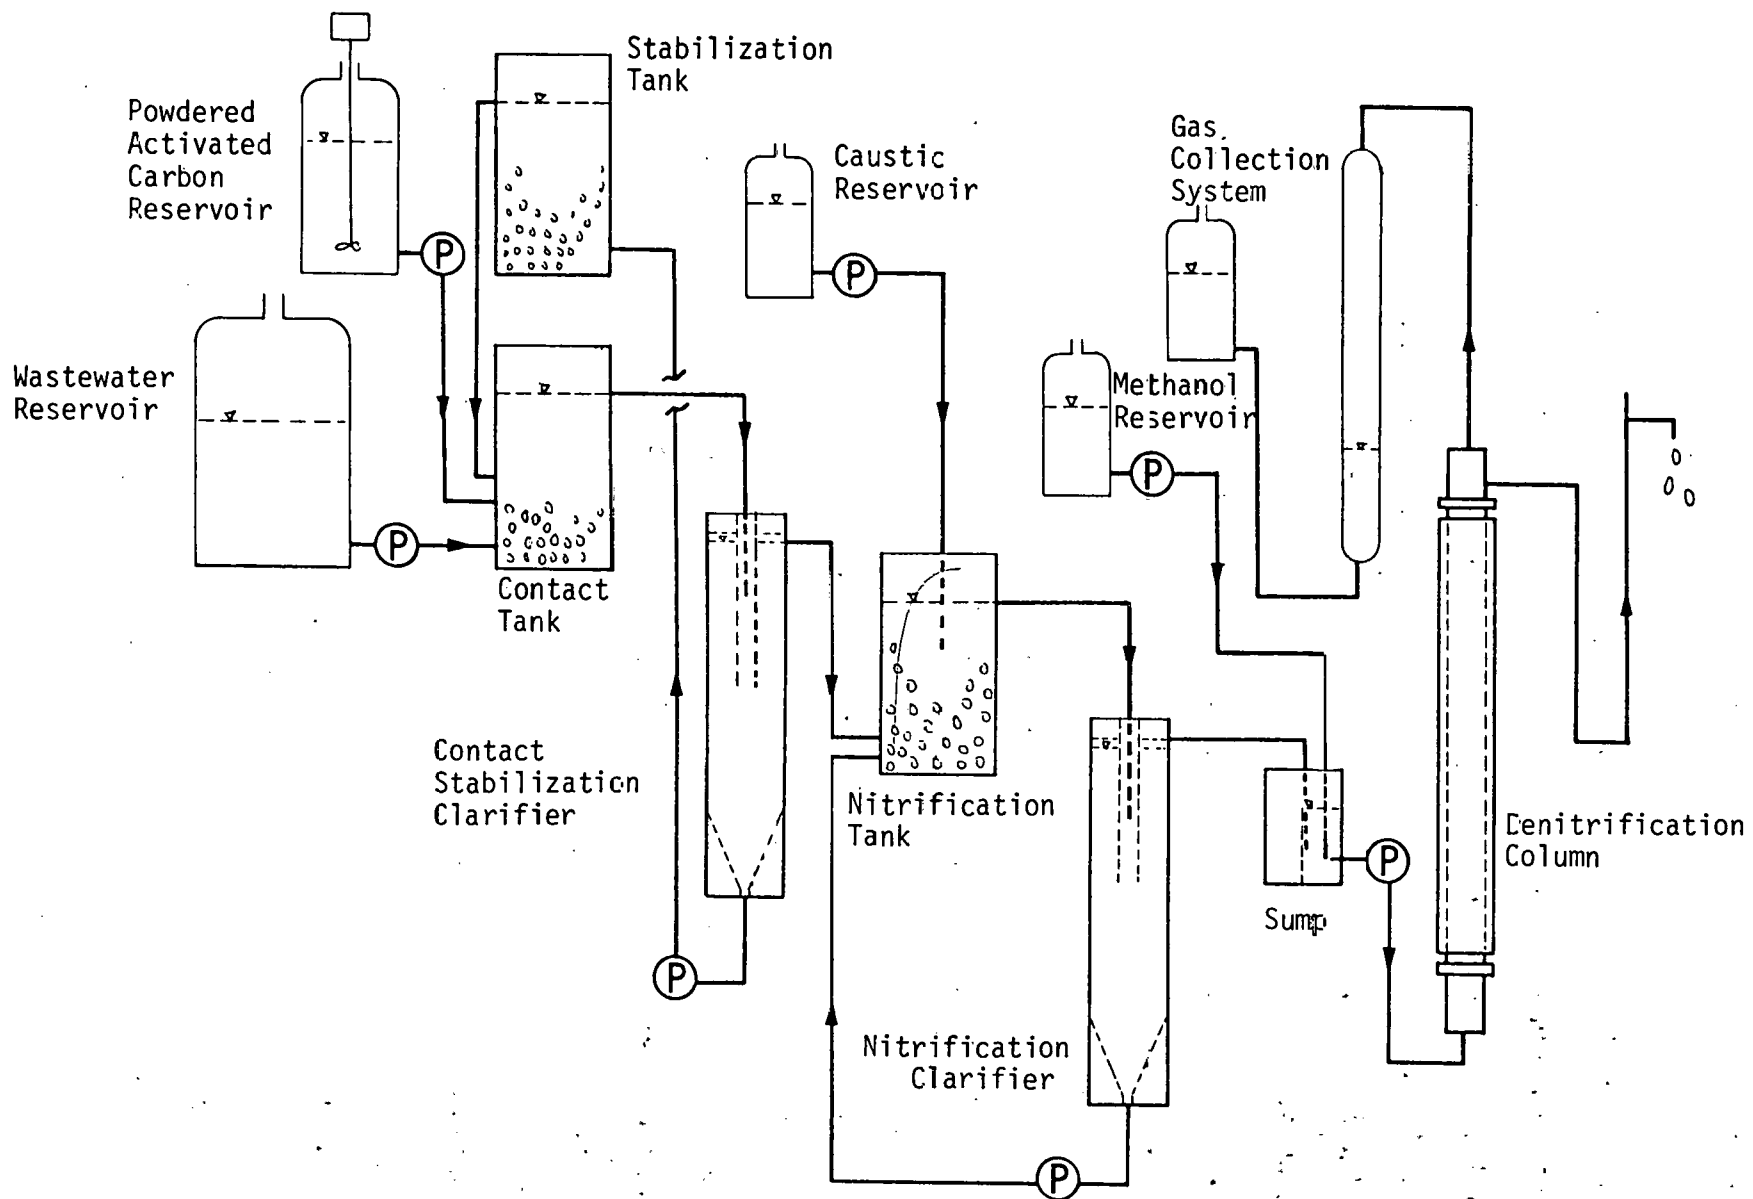 Stabilization
Tank
Powdered
Activated
Carbon
Reservoir
P
Caustic
Reservoir
P
Gas
Collection
System
Wastewater
Reservoir
P
Contact
Tank
Methanol
Reservoir
P
Contact
Stabilization
Clarifier
P
Nitrification
Tank
Denitrification
Column
P
Sump
Nitrification
Clarifier
P